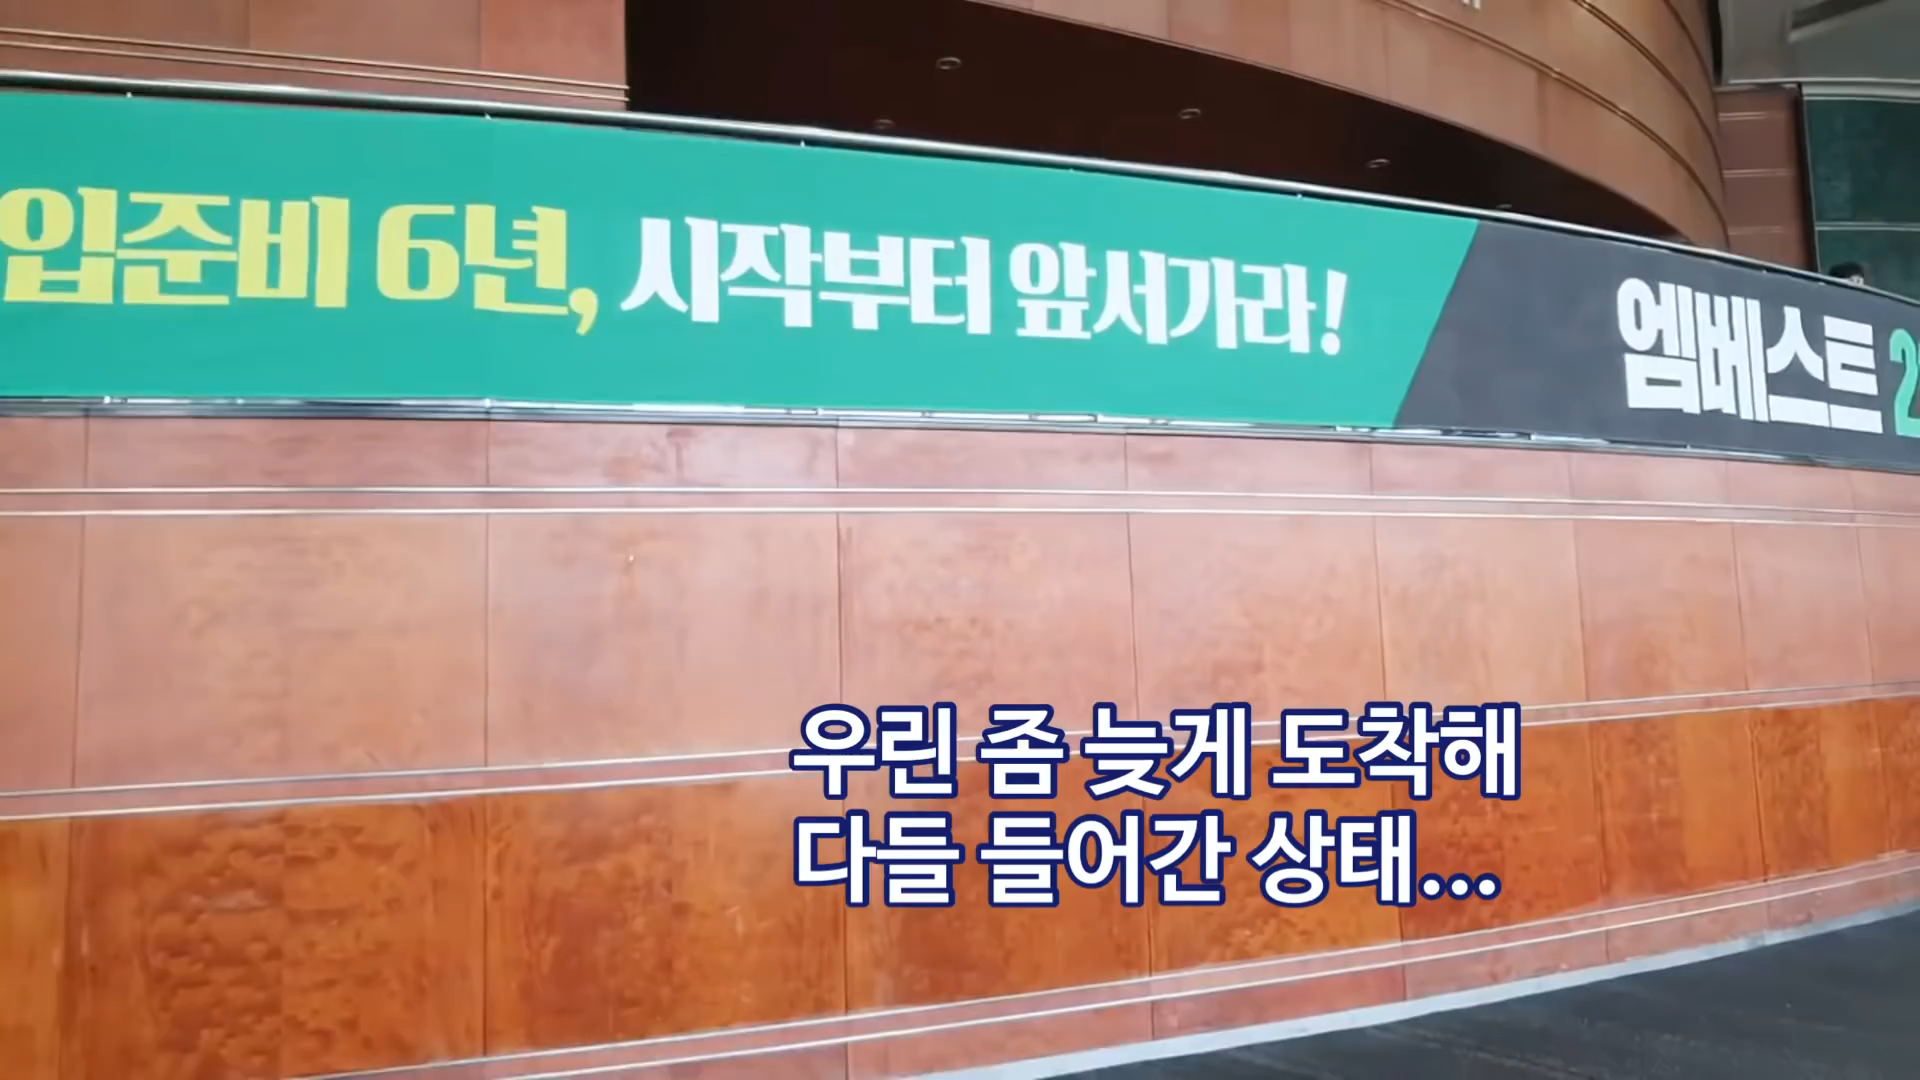 입준비 6년, 시작부터 앞서가라!
엠베스트 2
우린 좀 늦게 도착해
다들 들어간 상태...